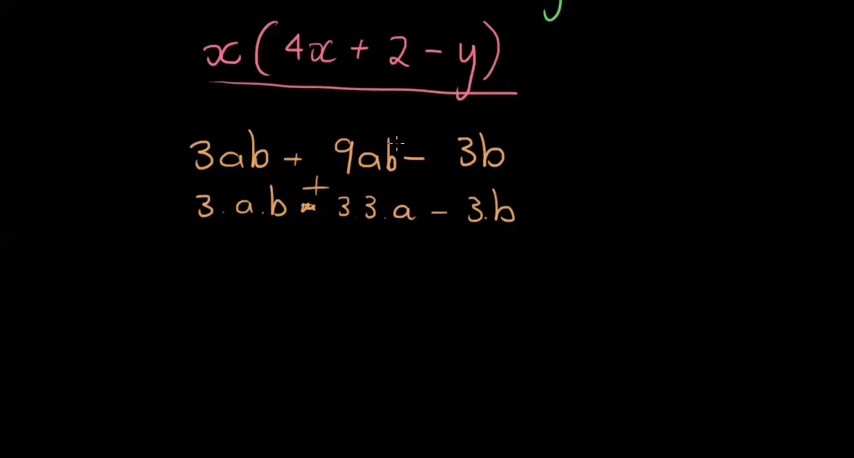 x(4x + 2 - y)
3ab + 9ab - 3b
3.a.b + 3.3.a - 3.b